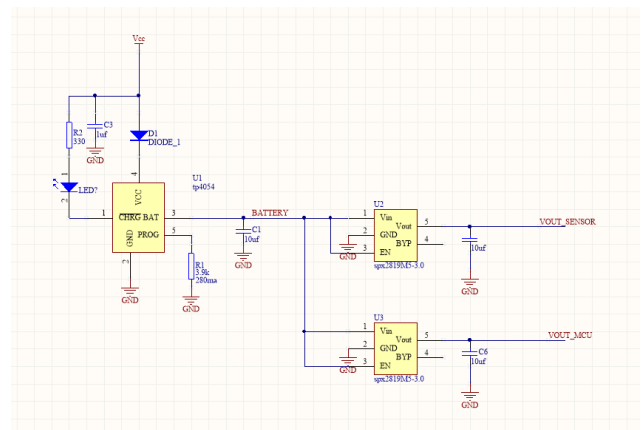 Vcc
R2
330
C3
1uf
GND
D1
DIODE_1
1
2
LED?
4
U1
tp4054
VCC
1
CHRG BAT
3
BATTERY
GND
PROG
5
2
GND
R1
3.9k
280ma
GND
C1
10uf
GND
U2
1
Vin
Vout
5
VOUT_SENSOR
2
GND
BYP
4
3
EN
GND
spx2819M5-3.0
10uf
GND
U3
1
Vin
Vout
5
VOUT_MCU
2
GND
BYP
4
3
EN
GND
spx2819M5-3.0
C6
10uf
GND